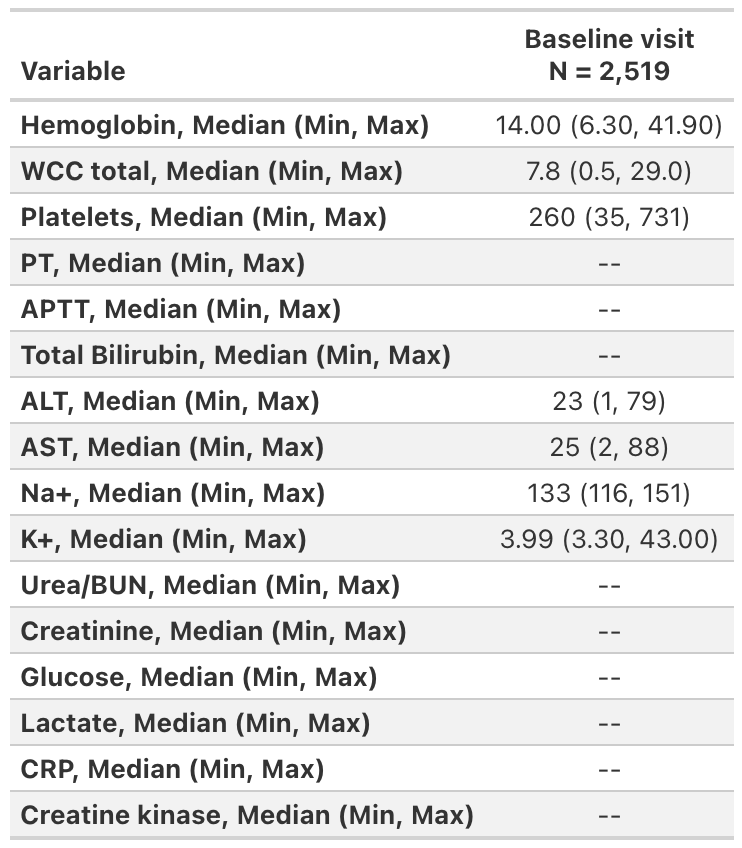 Variable Baseline visit N = 2,519
Hemoglobin, Median (Min, Max) 14.00 (6.30, 41.90)
WCC total, Median (Min, Max) 7.8 (0.5, 29.0)
Platelets, Median (Min, Max) 260 (35, 731)
PT, Median (Min, Max) --
APTT, Median (Min, Max) --
Total Bilirubin, Median (Min, Max) --
ALT, Median (Min, Max) 23 (1, 79)
AST, Median (Min, Max) 25 (2, 88)
Na+, Median (Min, Max) 133 (116, 151)
K+, Median (Min, Max) 3.99 (3.30, 43.00)
Urea/BUN, Median (Min, Max) --
Creatinine, Median (Min, Max) --
Glucose, Median (Min, Max) --
Lactate, Median (Min, Max) --
CRP, Median (Min, Max) --
Creatine kinase, Median (Min, Max) --